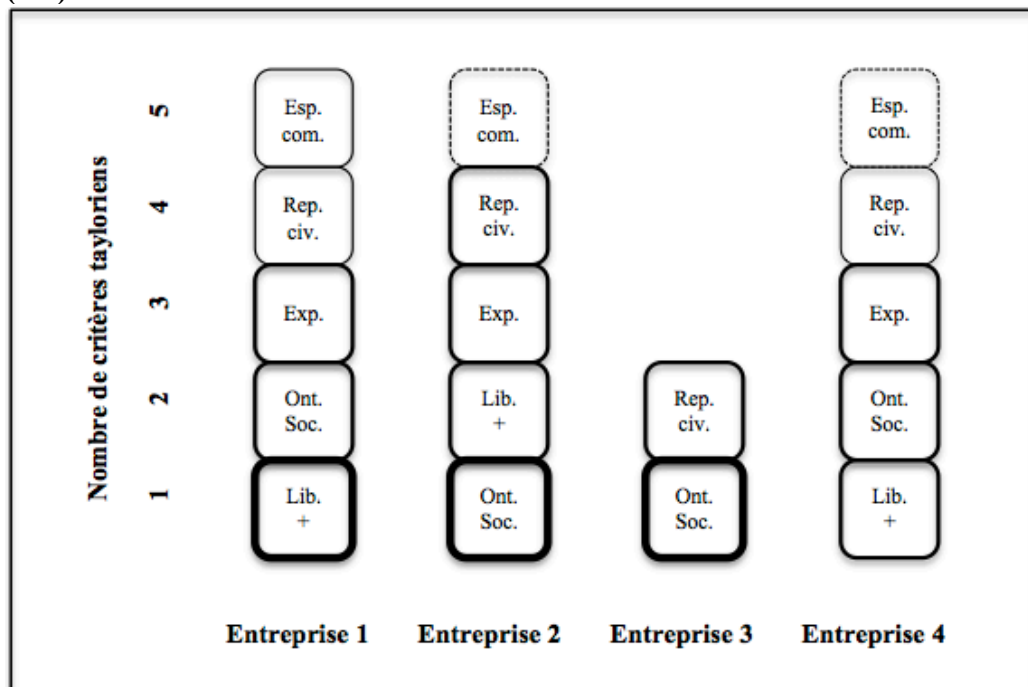 5
Esp.
com.
Esp.
com.
Esp.
com.
4
Rep.
civ.
Rep.
civ.
Rep.
civ.
Nombre de critères tayloriens
3
Exp.
Exp.
Exp.
2
Ont.
Soc.
Lib.
+
Rep.
civ.
Ont.
Soc.
1
Lib.
+
Ont.
Soc.
Ont.
Soc.
Lib.
+
Entreprise 1
Entreprise 2
Entreprise 3
Entreprise 4